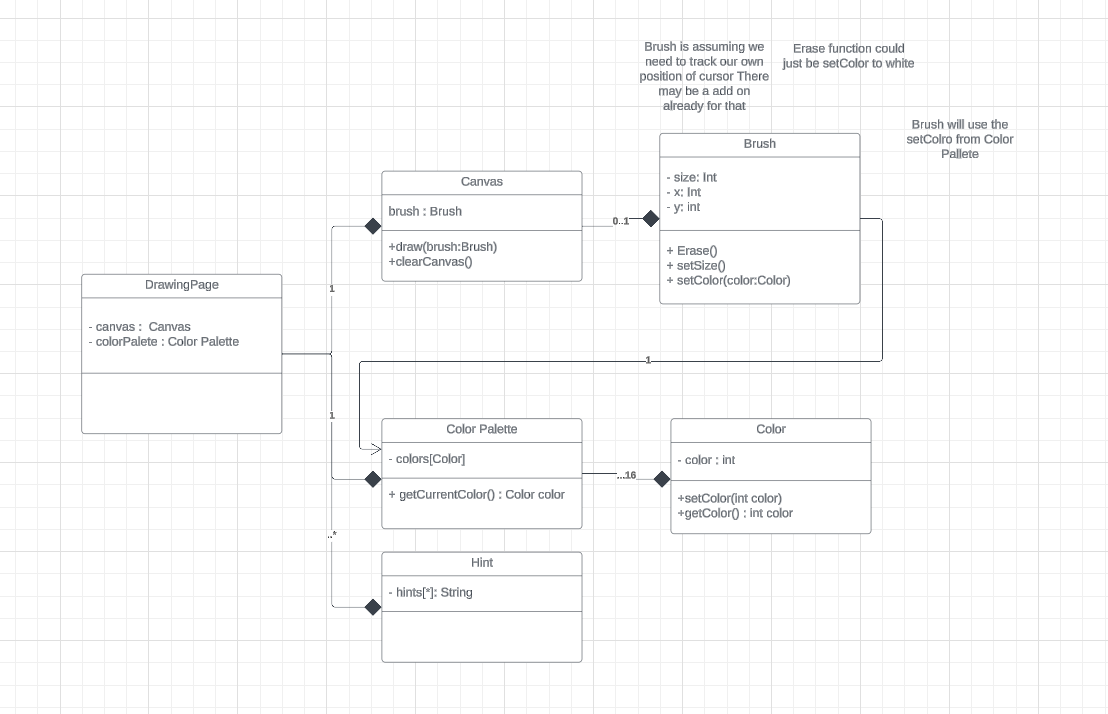 Brush is assuming we
need to track our own
position of cursor There
may be a add on
already for that
Erase function could
just be setColor to white
Brush will use the
setColro from Color
Pallete
Brush
- size: Int
- x: Int
- y: int
+ Erase()
+ setSize()
+ setColor(color:Color)
Canvas
brush : Brush
+draw(brush:Brush)
+clearCanvas()
0..1
DrawingPage
- canvas :  Canvas
- colorPalete : Color Palette
1
1
1
..*
Color Palette
- colors[Color]
+ getCurrentColor() : Color color
...16
Color
- color : int
+setColor(int color)
+getColor() : int color
Hint
- hints[*]: String